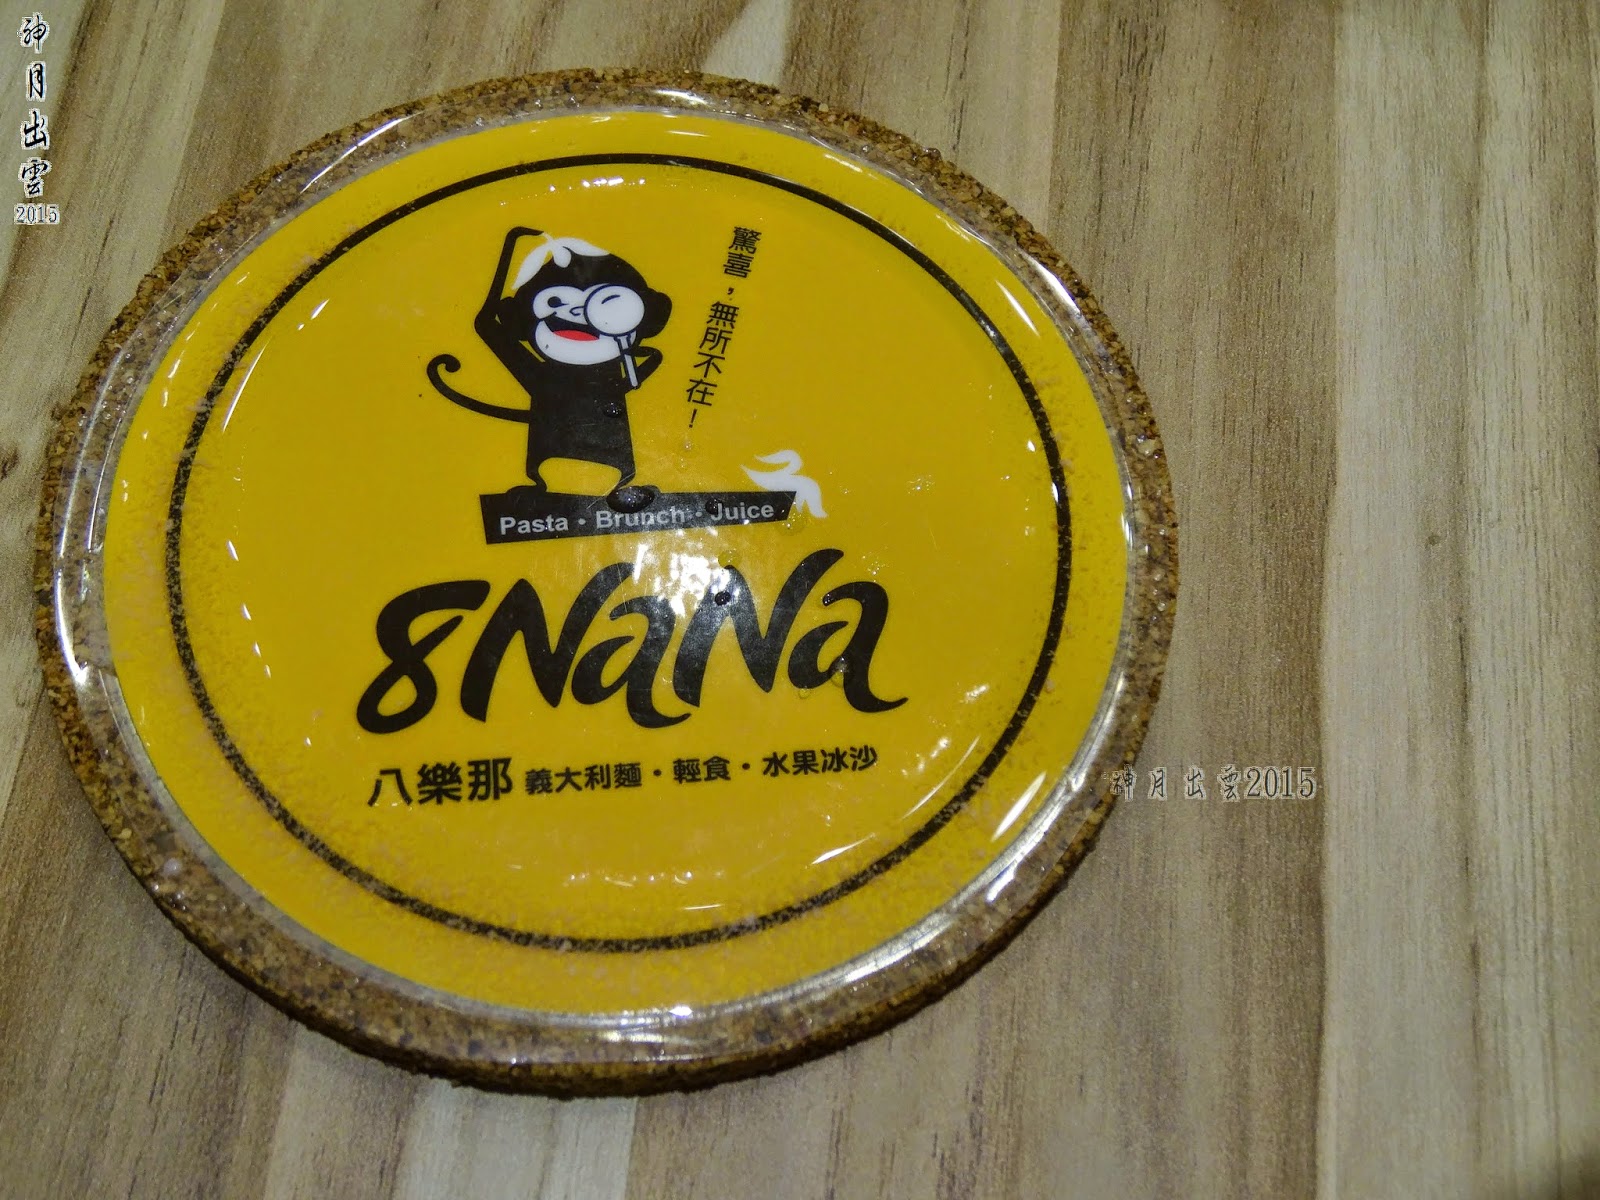 神月出雲
2015
驚喜，無所不在！
Pasta・Brunch・Juice
8NaNa
八樂那 義大利麵・輕食・水果冰沙
神月出雲2015